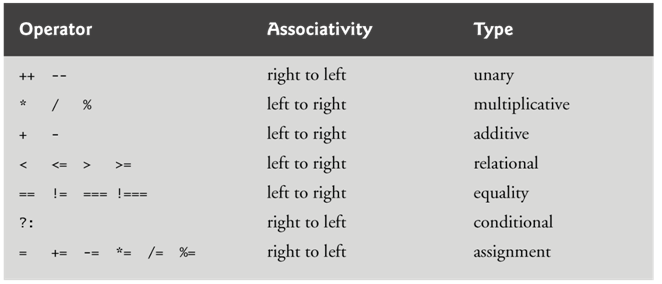 Operator Associativity Type
++ -- right to left unary
* / % left to right multiplicative
+ - left to right additive
< <= > >= left to right relational
== != === !=== left to right equality
?: right to left conditional
= += -= *= /= %= right to left assignment